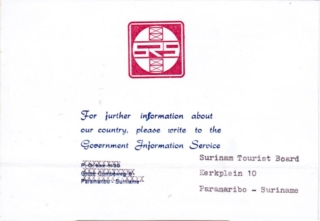 For further information about
our country, please write to the
Government Information Service
Surinam Tourist Board
P.O. Box
Kerkplein 10
Paramaribo - Suriname
Paramaribo - Suriname